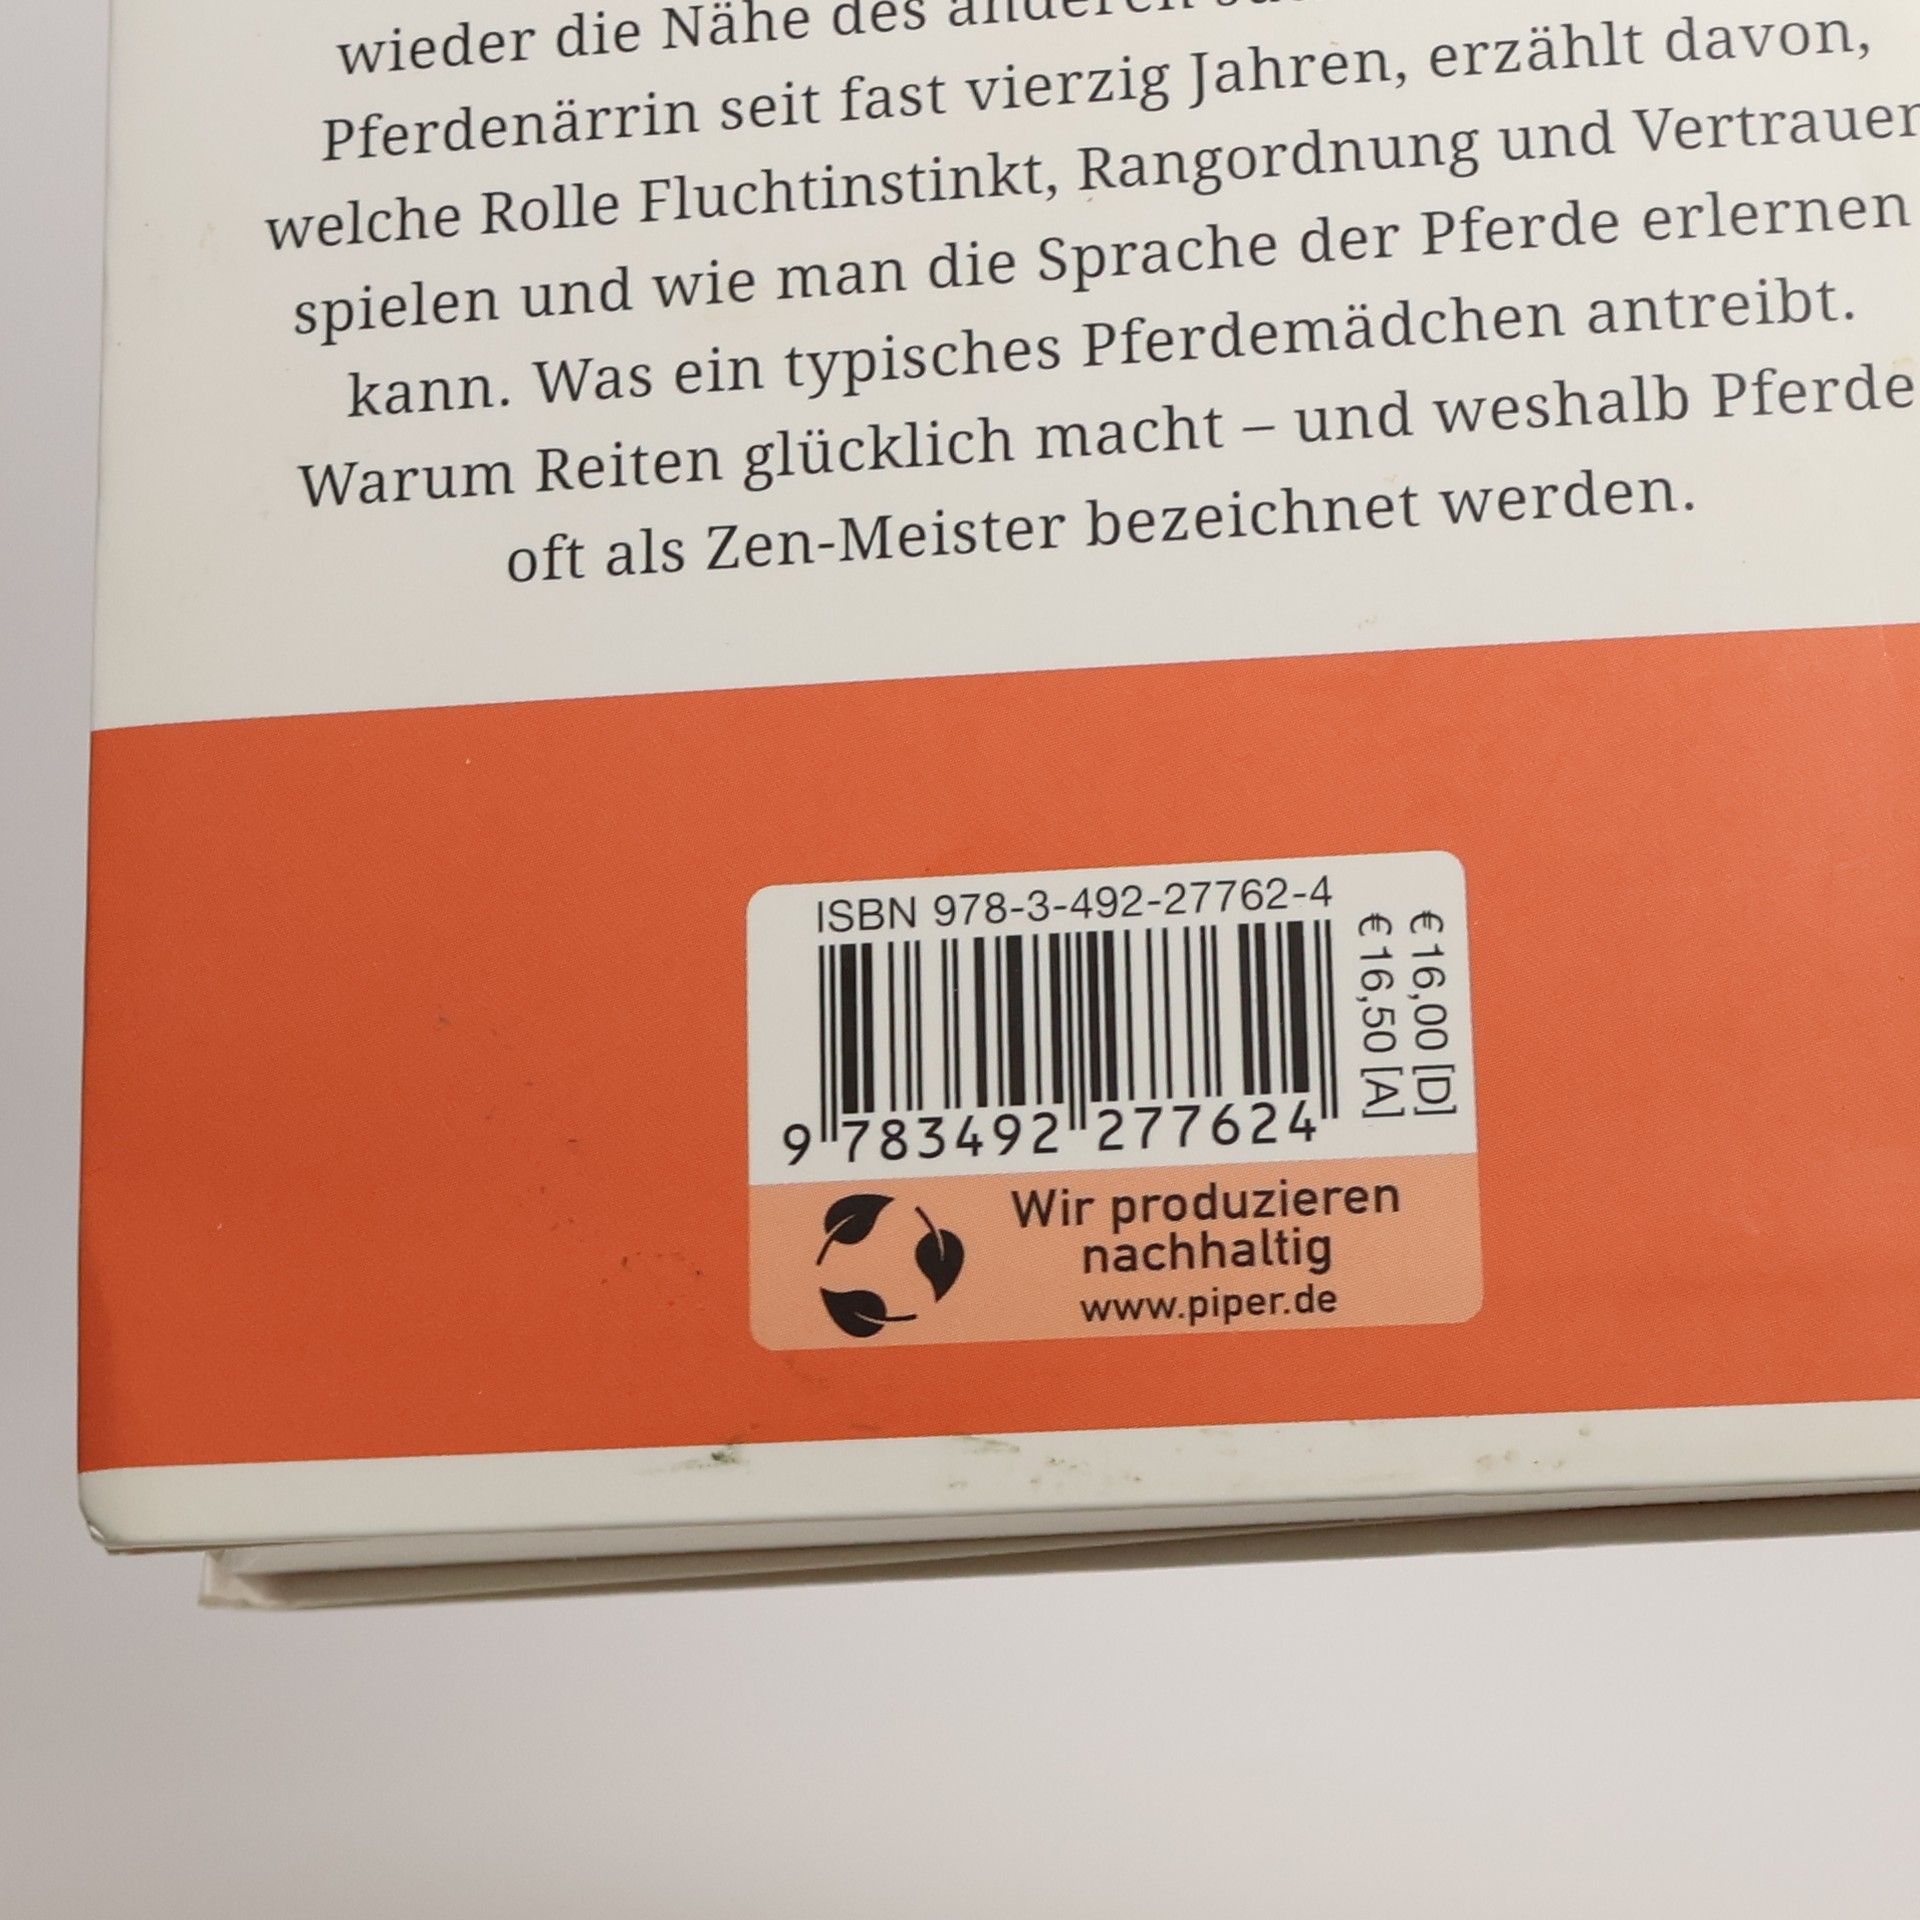 wieder die Nähe des anderen
Pferdenärrin seit fast vierzig Jahren, erzählt davon,
welche Rolle Fluchtinstinkt, Rangordnung und Vertrauen
spielen und wie man die Sprache der Pferde erlernen
kann. Was ein typisches Pferdemädchen antreibt.
Warum Reiten glücklich macht – und weshalb Pferde
oft als Zen-Meister bezeichnet werden.
ISBN 978-3-492-27762-4
€ 16,00 [D]
€ 16,50 [A]
9 783492 277624
Wir produzieren
nachhaltig
www.piper.de